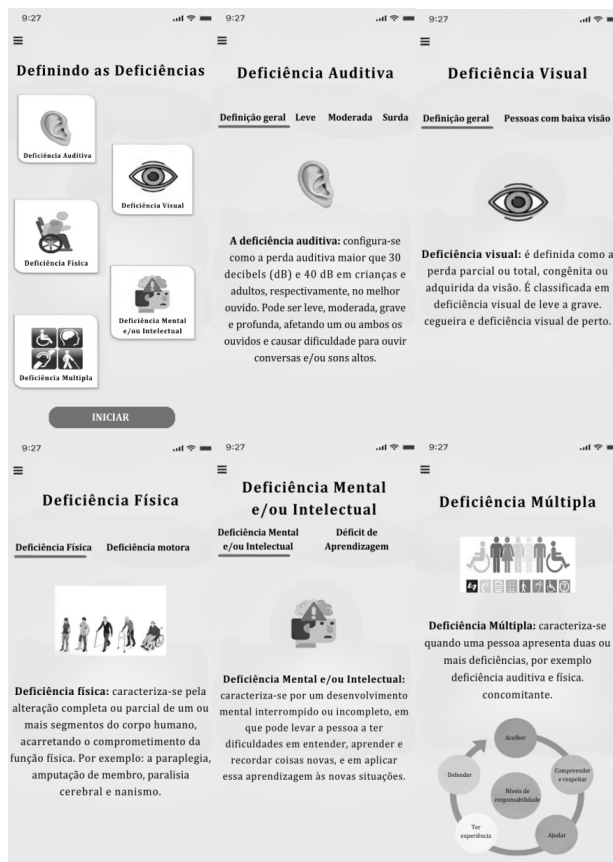 9:27
Definindo as Deficiências
Deficiência Auditiva
Deficiência Visual
Deficiência Física
Deficiência Mental
e/ou Intelectual
Deficiência Multipla
INICIAR
9:27
Deficiência Auditiva
Definição geral Leve Moderada Surda
A deficiência auditiva: configura-se
como a perda auditiva maior que 30
decibels (dB) e 40 dB em crianças e
adultos, respectivamente, no melhor
ouvido. Pode ser leve, moderada, grave
e profunda, afetando um ou ambos os
ouvidos e causar dificuldade para ouvir
conversas e/ou sons altos.
9:27
Deficiência Visual
Definição geral Pessoas com baixa visão
Deficiência visual: é definida como a
perda parcial ou total, congênita ou
adquirida da visão. É classificada em
deficiência visual de leve a grave.
cegueira e deficiência visual de perto.
9:27
Deficiência Física
Deficiência Física Deficiência motora
Deficiência física: caracteriza-se pela
alteração completa ou parcial de um ou
mais segmentos do corpo humano,
acarretando o comprometimento da
função física. Por exemplo: a paraplegia,
amputação de membro, paralisia
cerebral e nanismo.
9:27
Deficiência Mental
e/ou Intelectual
Deficiência Mental
e/ou Intelectual
Déficit de
Aprendizagem
Deficiência Mental e/ou Intelectual:
caracteriza-se por um desenvolvimento
mental interrompido ou incompleto, em
que pode levar a pessoa a ter
dificuldades em entender, aprender e
recordar coisas novas, e em aplicar
essa aprendizagem às novas situações.
9:27
Deficiência Múltipla
Deficiência Múltipla: caracteriza-se
quando uma pessoa apresenta duas ou
mais deficiências, por exemplo
deficiência auditiva e física.
concomitante.
Acolher
Defender
Compreender
e respeitar
Níveis de
responsabilidade
Ter
experiência
Ajudar